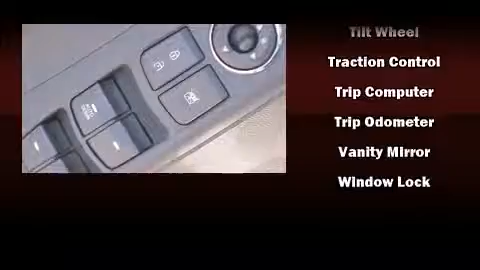 Tilt Wheel
Traction Control
Trip Computer
Trip Odometer
Vanity Mirror
Window Lock